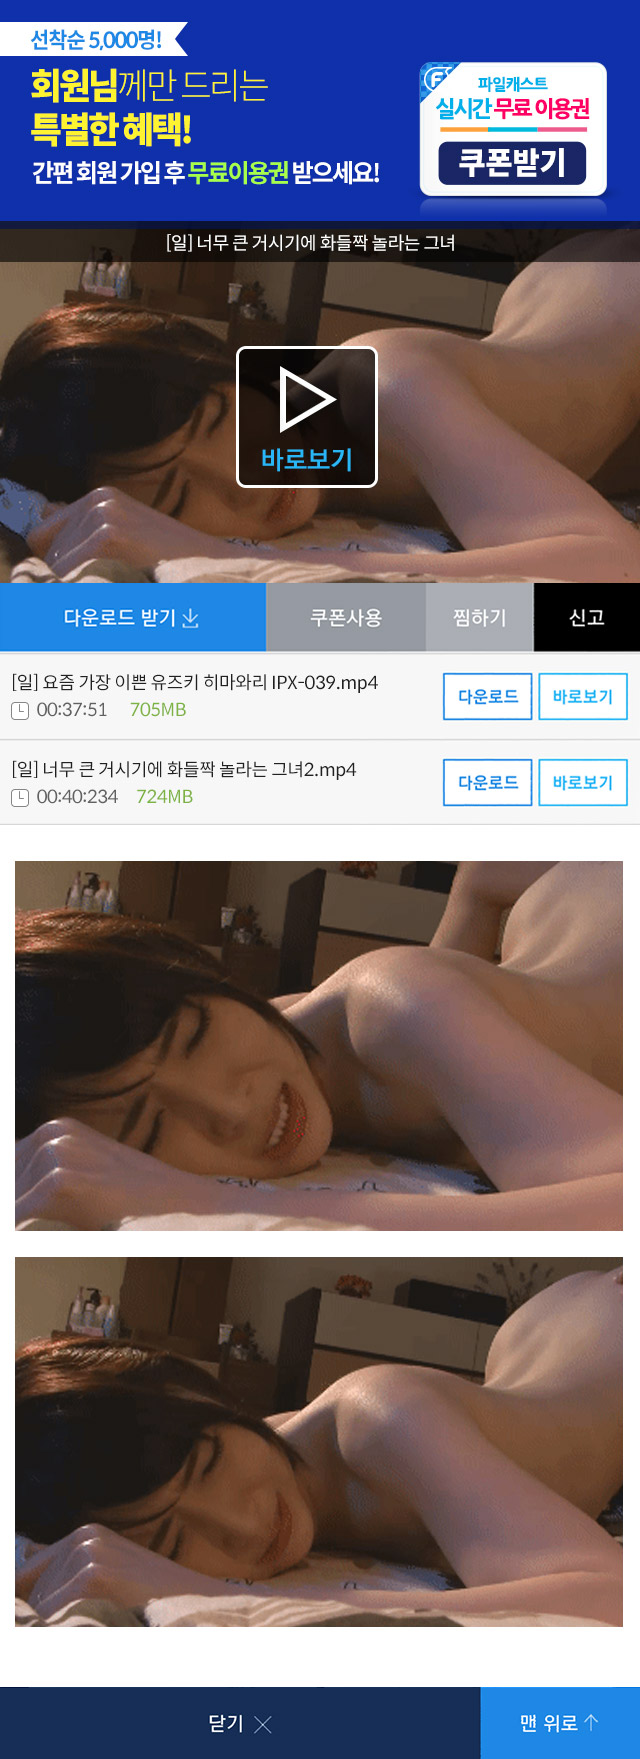 선착순 5,000명!
회원님께만 드리는
특별한 혜택!
간편 회원 가입 후 무료이용권 받으세요!
파일캐스트
실시간 무료 이용권
쿠폰받기
[일] 너무 큰 거시기에 화들짝 놀라는 그녀
바로보기
다운로드 받기 쿠폰사용 찜하기 신고
[일] 요즘 가장 이쁜 유즈키 히마와리 IPX-039.mp4
00:37:51 705MB
다운로드 바로보기
[일] 너무 큰 거시기에 화들짝 놀라는 그녀2.mp4
00:40:234 724MB
다운로드 바로보기
닫기 맨 위로